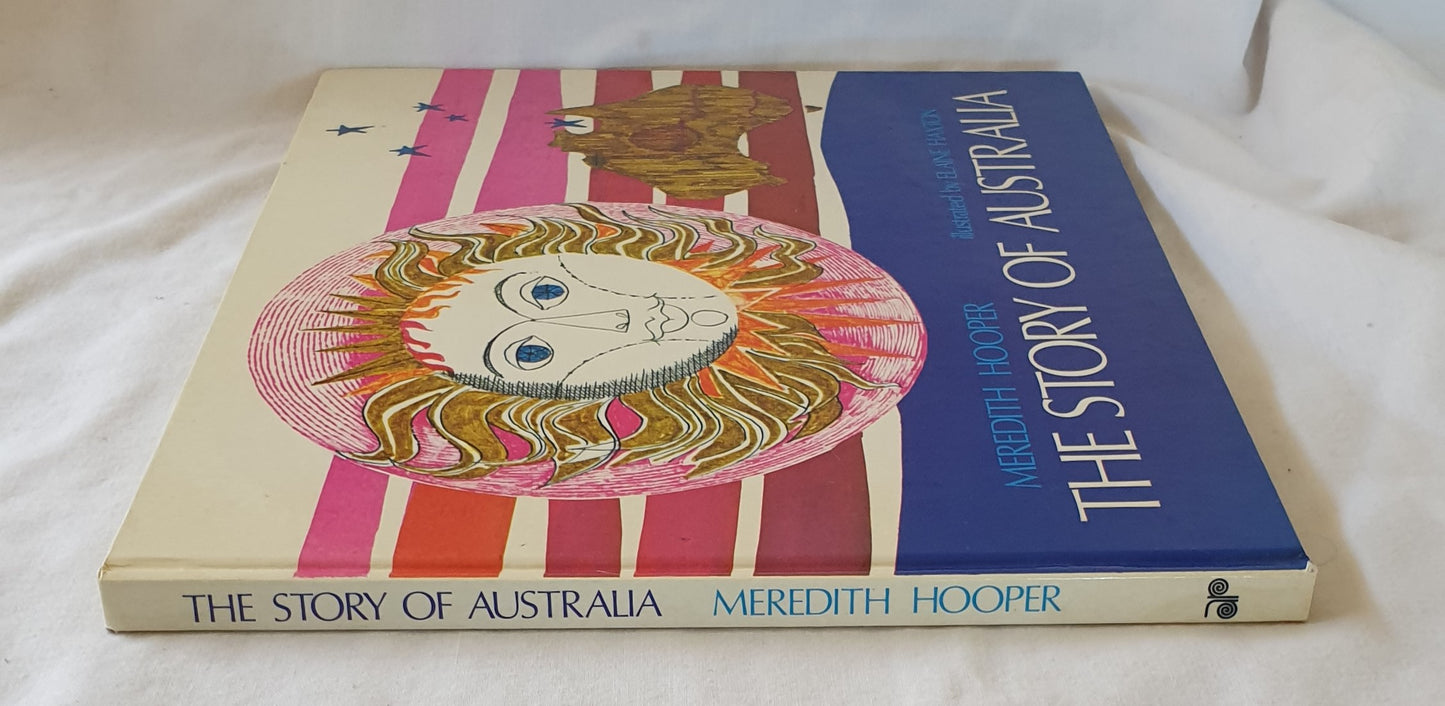 MEREDITH HOOPER
THE STORY OF AUSTRALIA
illustrated by ELAINE HAXTON
THE STORY OF AUSTRALIA MEREDITH HOOPER